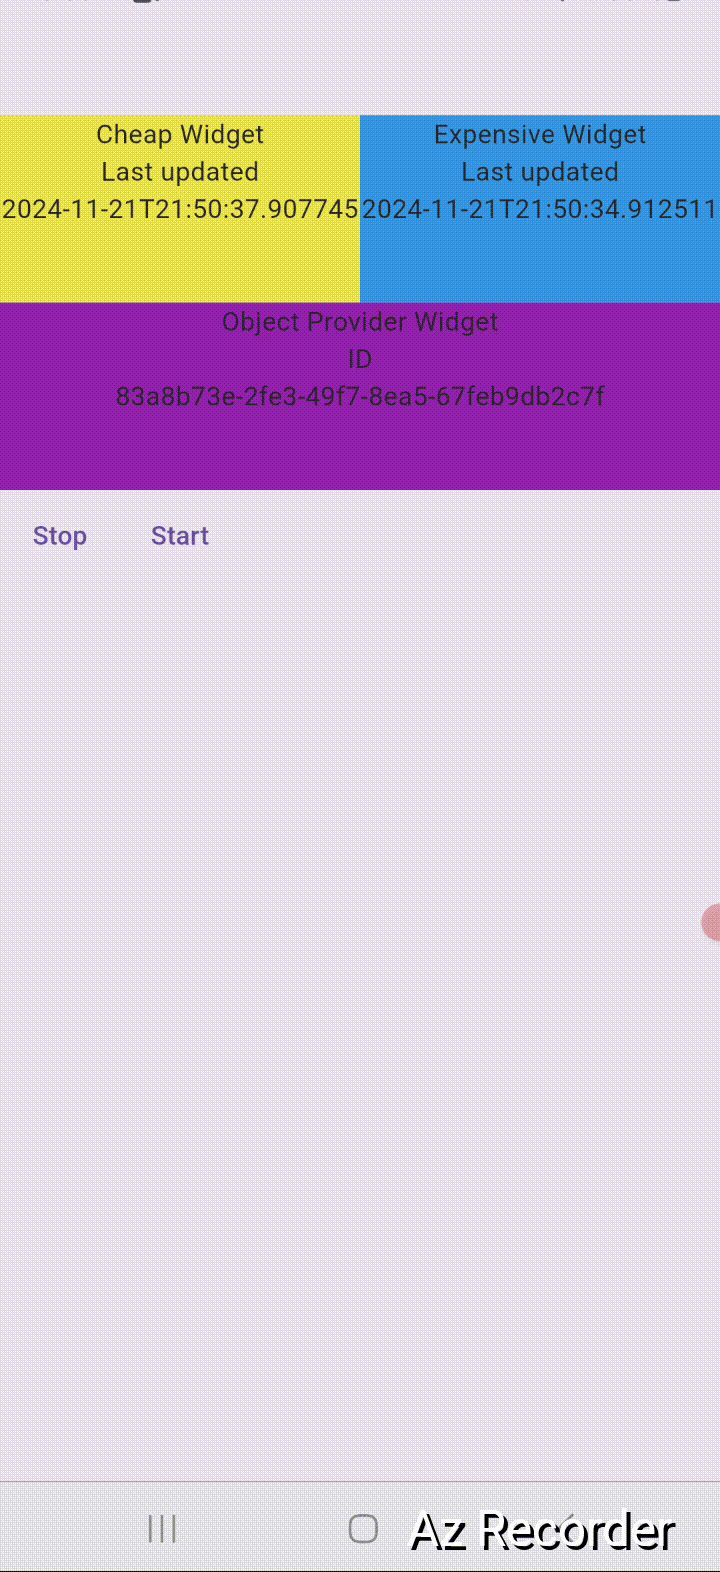 Cheap Widget
Last updated
2024-11-21T21:50:37.907745
Expensive Widget
Last updated
2024-11-21T21:50:34.912511
Object Provider Widget
ID
83a8b73e-2fe3-49f7-8ea5-67feb9db2c7f
Stop
Start
Az Recorder